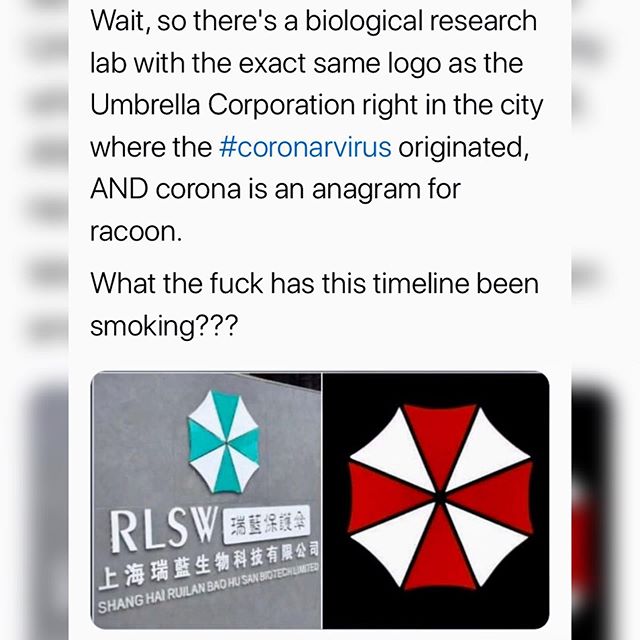 Wait, so there's a biological research
lab with the exact same logo as the
Umbrella Corporation right in the city
where the #coronarvirus originated,
AND corona is an anagram for
racoon.
What the fuck has this timeline been
smoking???
RLSW 瑞藍保護傘
上海瑞藍生物科技有限公司
SHANG HAI RUILAN BAO HU SAN BIOTECH LIMITED